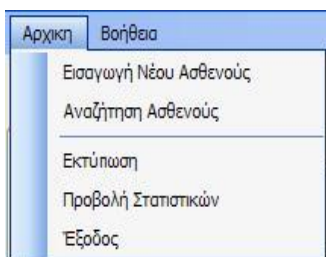 Αρχικη Βοήθεια
Εισαγωγή Νέου Ασθενούς
Αναζήτηση Ασθενούς
Εκτύπωση
Προβολή Στατιστικών
Έξοδος